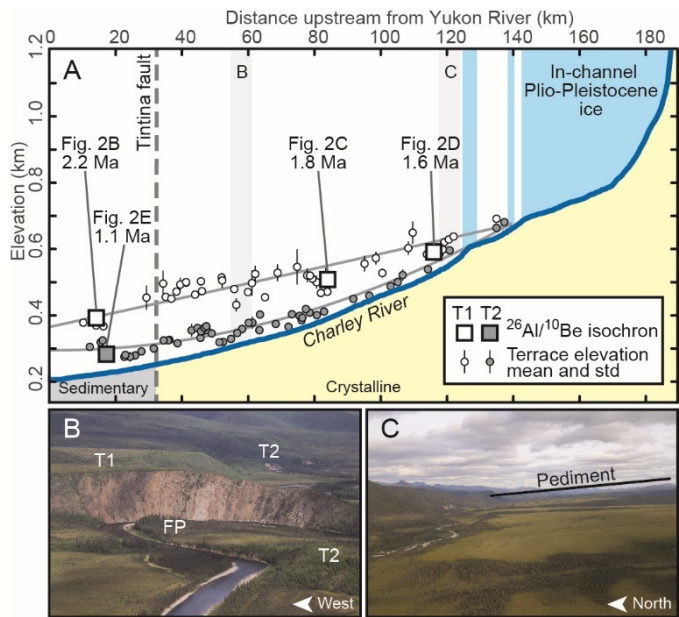 Distance upstream from Yukon River (km)
0 20 40 60 80 100 120 140 160 180
Elevation (km)
1.2
1.0
0.8
0.6
0.4
0.2
A
Tintina fault
B
C
In-channel
Plio-Pleistocene
ice
Fig. 2B
2.2 Ma
Fig. 2E
1.1 Ma
Fig. 2C
1.8 Ma
Fig. 2D
1.6 Ma
Charley River
T1 T2
26Al/10Be isochron
Terrace elevation
mean and std
Sedimentary
Crystalline
B
T1
T2
FP
T2
West
C
Pediment
North